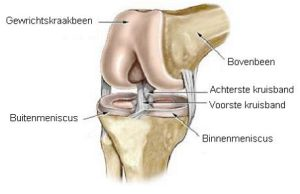 Gewrichtskraakbeen
Bovenbeen
Achterste kruisband
Voorste kruisband
Buitenmeniscus
Binnenmeniscus